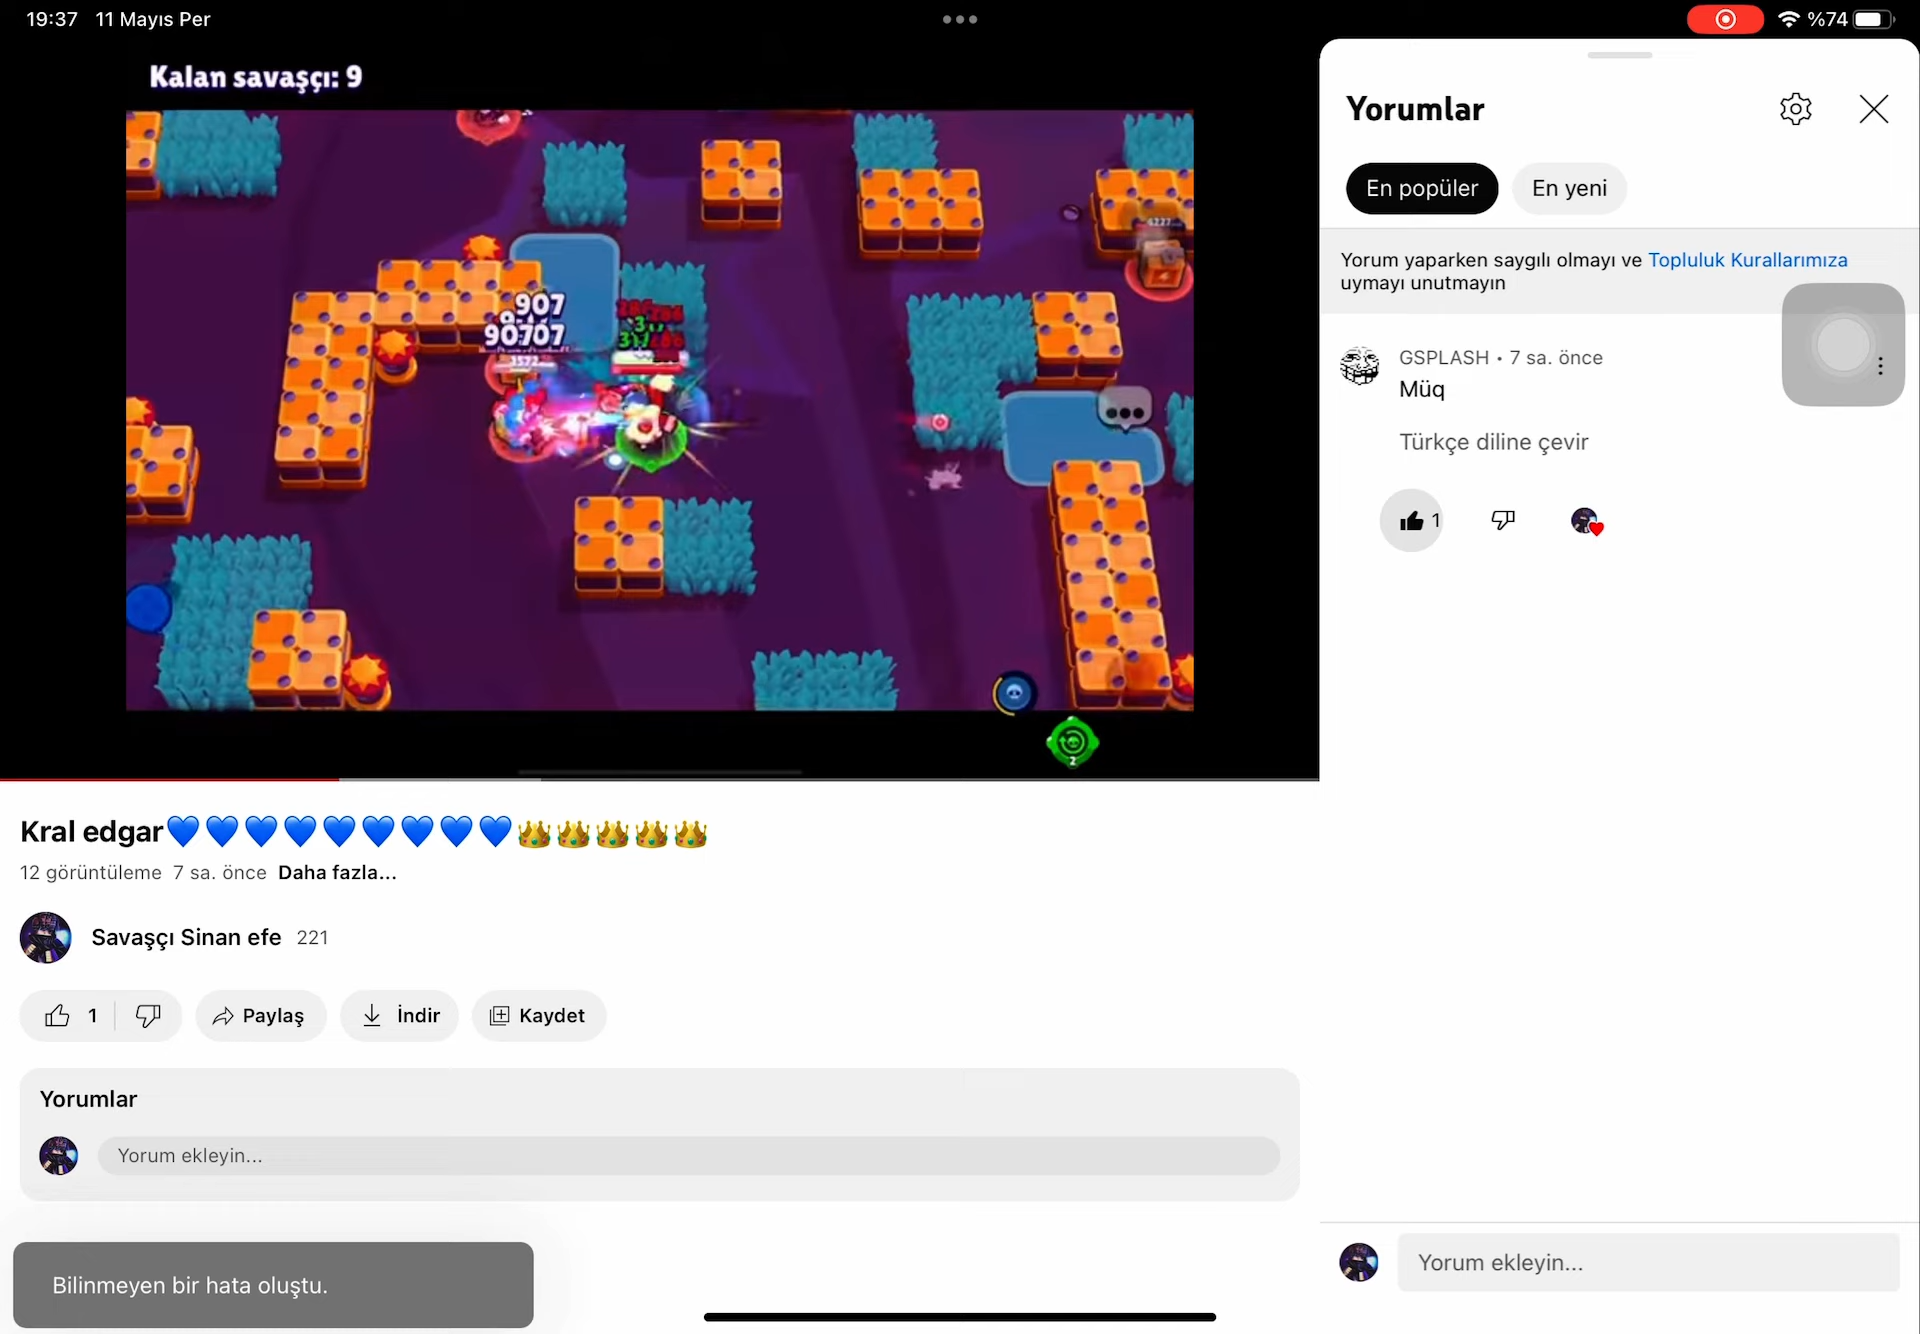 19:37 11 Mayıs Per
%74
Kalan savaşçı: 9
907
90707
1572
Yorumlar
En popüler
En yeni
Yorum yaparken saygılı olmayı ve Topluluk Kurallarımıza
uymayı unutmayın
GSPLASH • 7 sa. önce
Müq
Türkçe diline çevir
1
2
Kral edgar💙💙💙💙💙💙💙💙💙👑👑👑👑👑
12 görüntüleme 7 sa. önce Daha fazla...
Savaşçı Sinan efe 221
1
Paylaş
İndir
Kaydet
Yorumlar
Yorum ekleyin...
Bilinmeyen bir hata oluştu.
Yorum ekleyin...